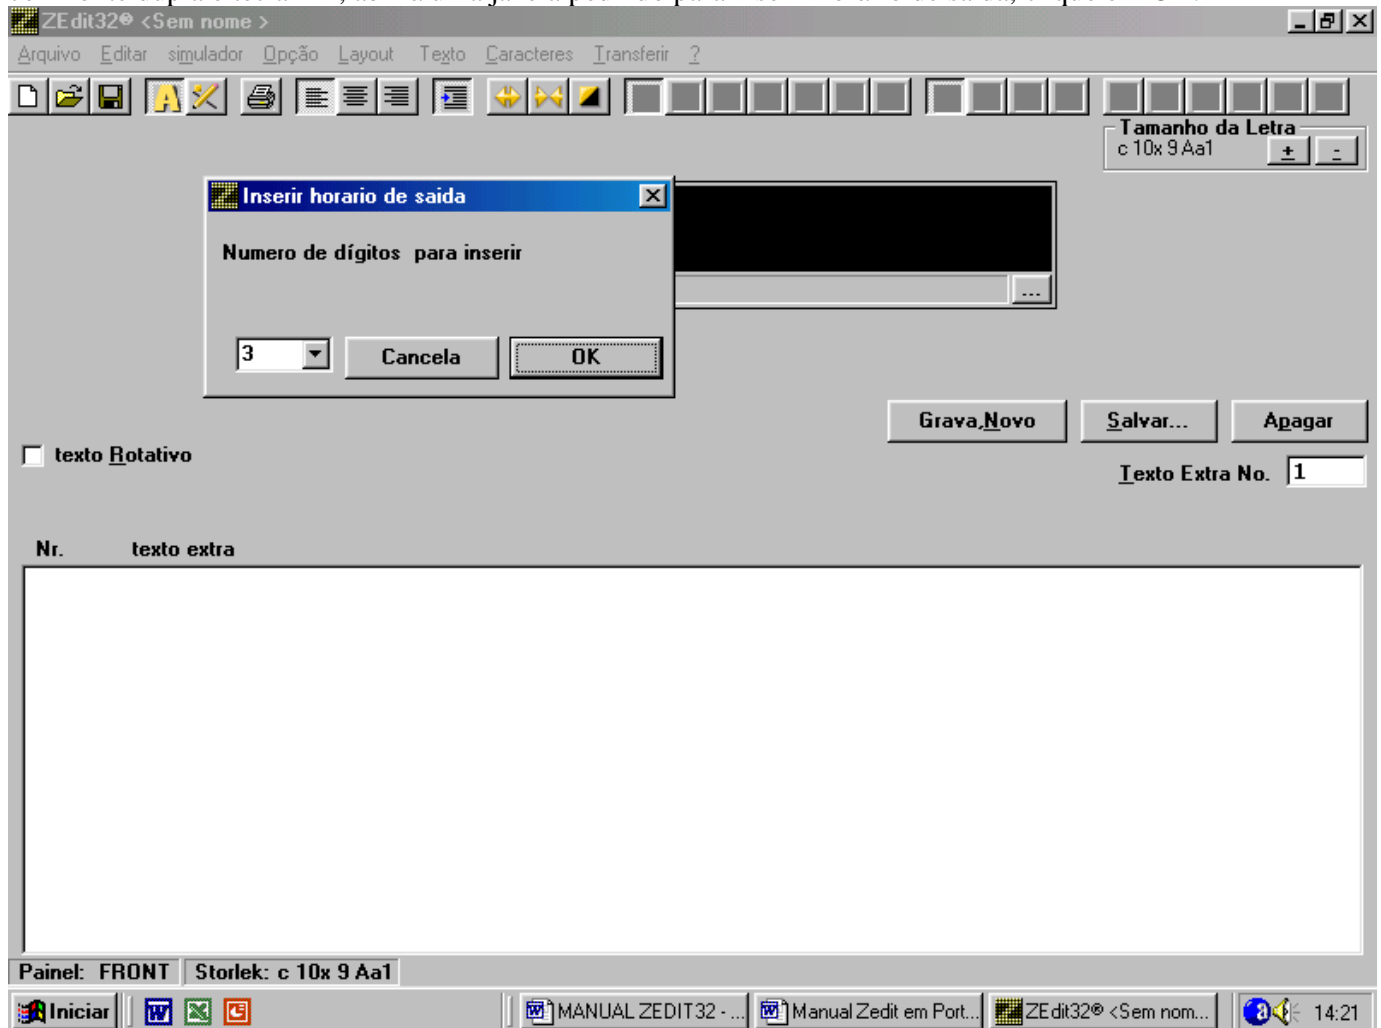 ZEdit32® <Sem nome >
Arquivo Editar simulador Opção Layout Texto Caracteres Transferir ?
Tamanho da Letra
c 10x 9 Aa1 + -
Inserir horario de saida
Numero de dígitos para inserir
...
3 Cancela OK
Grava,Novo Salvar... Apagar
texto Rotativo
Texto Extra No. 1
Nr. texto extra
Painel: FRONT Storlek: c 10x 9 Aa1
Iniciar MANUAL ZEDIT32 - ... Manual Zedit em Port... ZEdit32® <Sem nom... 14:21